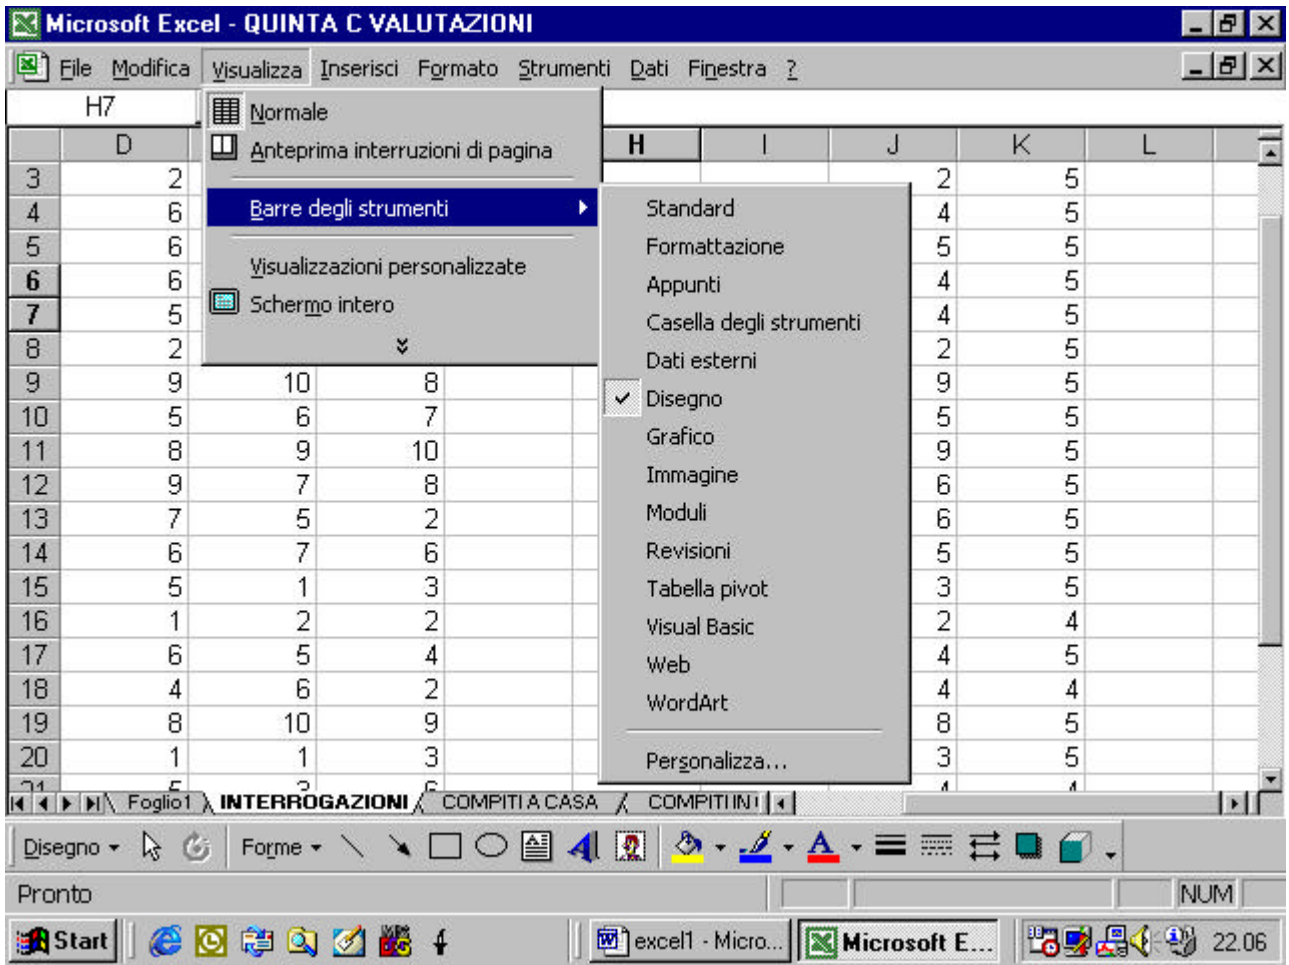 Microsoft Excel - QUINTA C VALUTAZIONI
File Modifica Visualizza Inserisci Formato Strumenti Dati Finestra ?
H7
Normale
Anteprima interruzioni di pagina
Barre degli strumenti
Visualizzazioni personalizzate
Schermo intero
Standard
Formattazione
Appunti
Casella degli strumenti
Dati esterni
Disegno
Grafico
Immagine
Moduli
Revisioni
Tabella pivot
Visual Basic
Web
WordArt
Personalizza...
D H I J K L
3 2 2 5
4 6 4 5
5 6 5 5
6 6 4 5
7 5 4 5
8 2 2 5
9 9 10 8 9 5
10 5 6 7 5 5
11 8 9 10 9 5
12 9 7 8 6 5
13 7 5 2 6 5
14 6 7 6 5 5
15 5 1 3 3 5
16 1 2 2 2 4
17 6 5 4 4 5
18 4 6 2 4 4
19 8 10 9 8 5
20 1 1 3 3 5
21 5 3 6 4 4
Foglio1 INTERROGAZIONI COMPITI A CASA COMPITI IN
Disegno Forme
Pronto NUM
Start excel1 - Micro... Microsoft E... 22.06